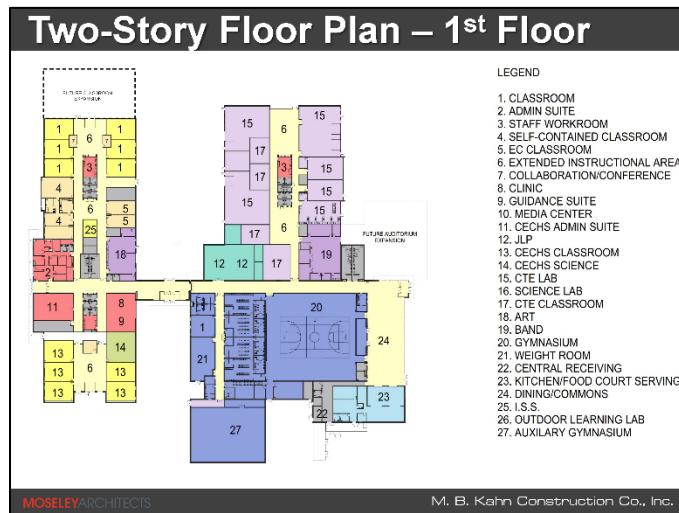 Two-Story Floor Plan – 1st Floor
FUTURE CLASSROOM
EXPANSION
1 1
1 6 1
7 7
1 1
3
4 5
6
4 5
25
18
2
2
11 8
9
14
13 13
13 6 13
13 13
15 15
6
17
15
17 3
15
15
15
17 6
19
12 12 17
FUTURE AUDITORIUM
EXPANSION
1
20
21
24
27
22
23
LEGEND
1. CLASSROOM
2. ADMIN SUITE
3. STAFF WORKROOM
4. SELF-CONTAINED CLASSROOM
5. EC CLASSROOM
6. EXTENDED INSTRUCTIONAL AREA
7. COLLABORATION/CONFERENCE
8. CLINIC
9. GUIDANCE SUITE
10. MEDIA CENTER
11. CECHS ADMIN SUITE
12. JLP
13. CECHS CLASSROOM
14. CECHS SCIENCE
15. CTE LAB
16. SCIENCE LAB
17. CTE CLASSROOM
18. ART
19. BAND
20. GYMNASIUM
21. WEIGHT ROOM
22. CENTRAL RECEIVING
23. KITCHEN/FOOD COURT SERVING
24. DINING/COMMONS
25. I.S.S.
26. OUTDOOR LEARNING LAB
27. AUXILARY GYMNASIUM
MOSELEYARCHITECTS
M. B. Kahn Construction Co., Inc.